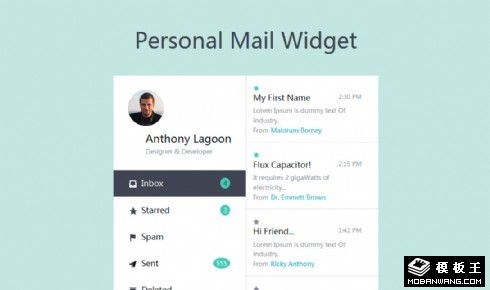 Personal Mail Widget
Anthony Lagoon
Designer & Developer
Inbox
Starred
Spam
Sent
555
Deleted
My First Name 2:30 PM
Lorem Ipsum is dummy text Of
Industry.
From Maiorum Borney
Flux Capacitor! 2:15 PM
It requires 2 gigaWatts of
electricity...
From Dr. Emmett Brown
Hi Friend... 1:42 PM
Lorem Ipsum is dummy text Of
Industry.
From Ricky Anthony
模板王
MOBANWANG.COM